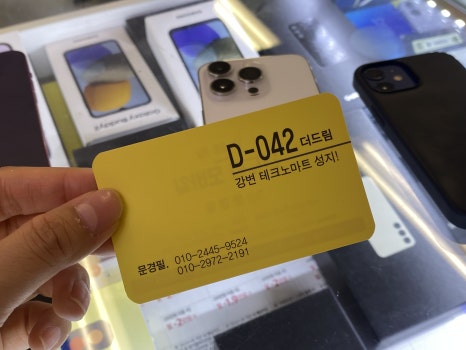 D-042 더드림
강변 테크노마트 성지!
문경필. 010-2445-9524
010-2972-2191
Galaxy Buddy2